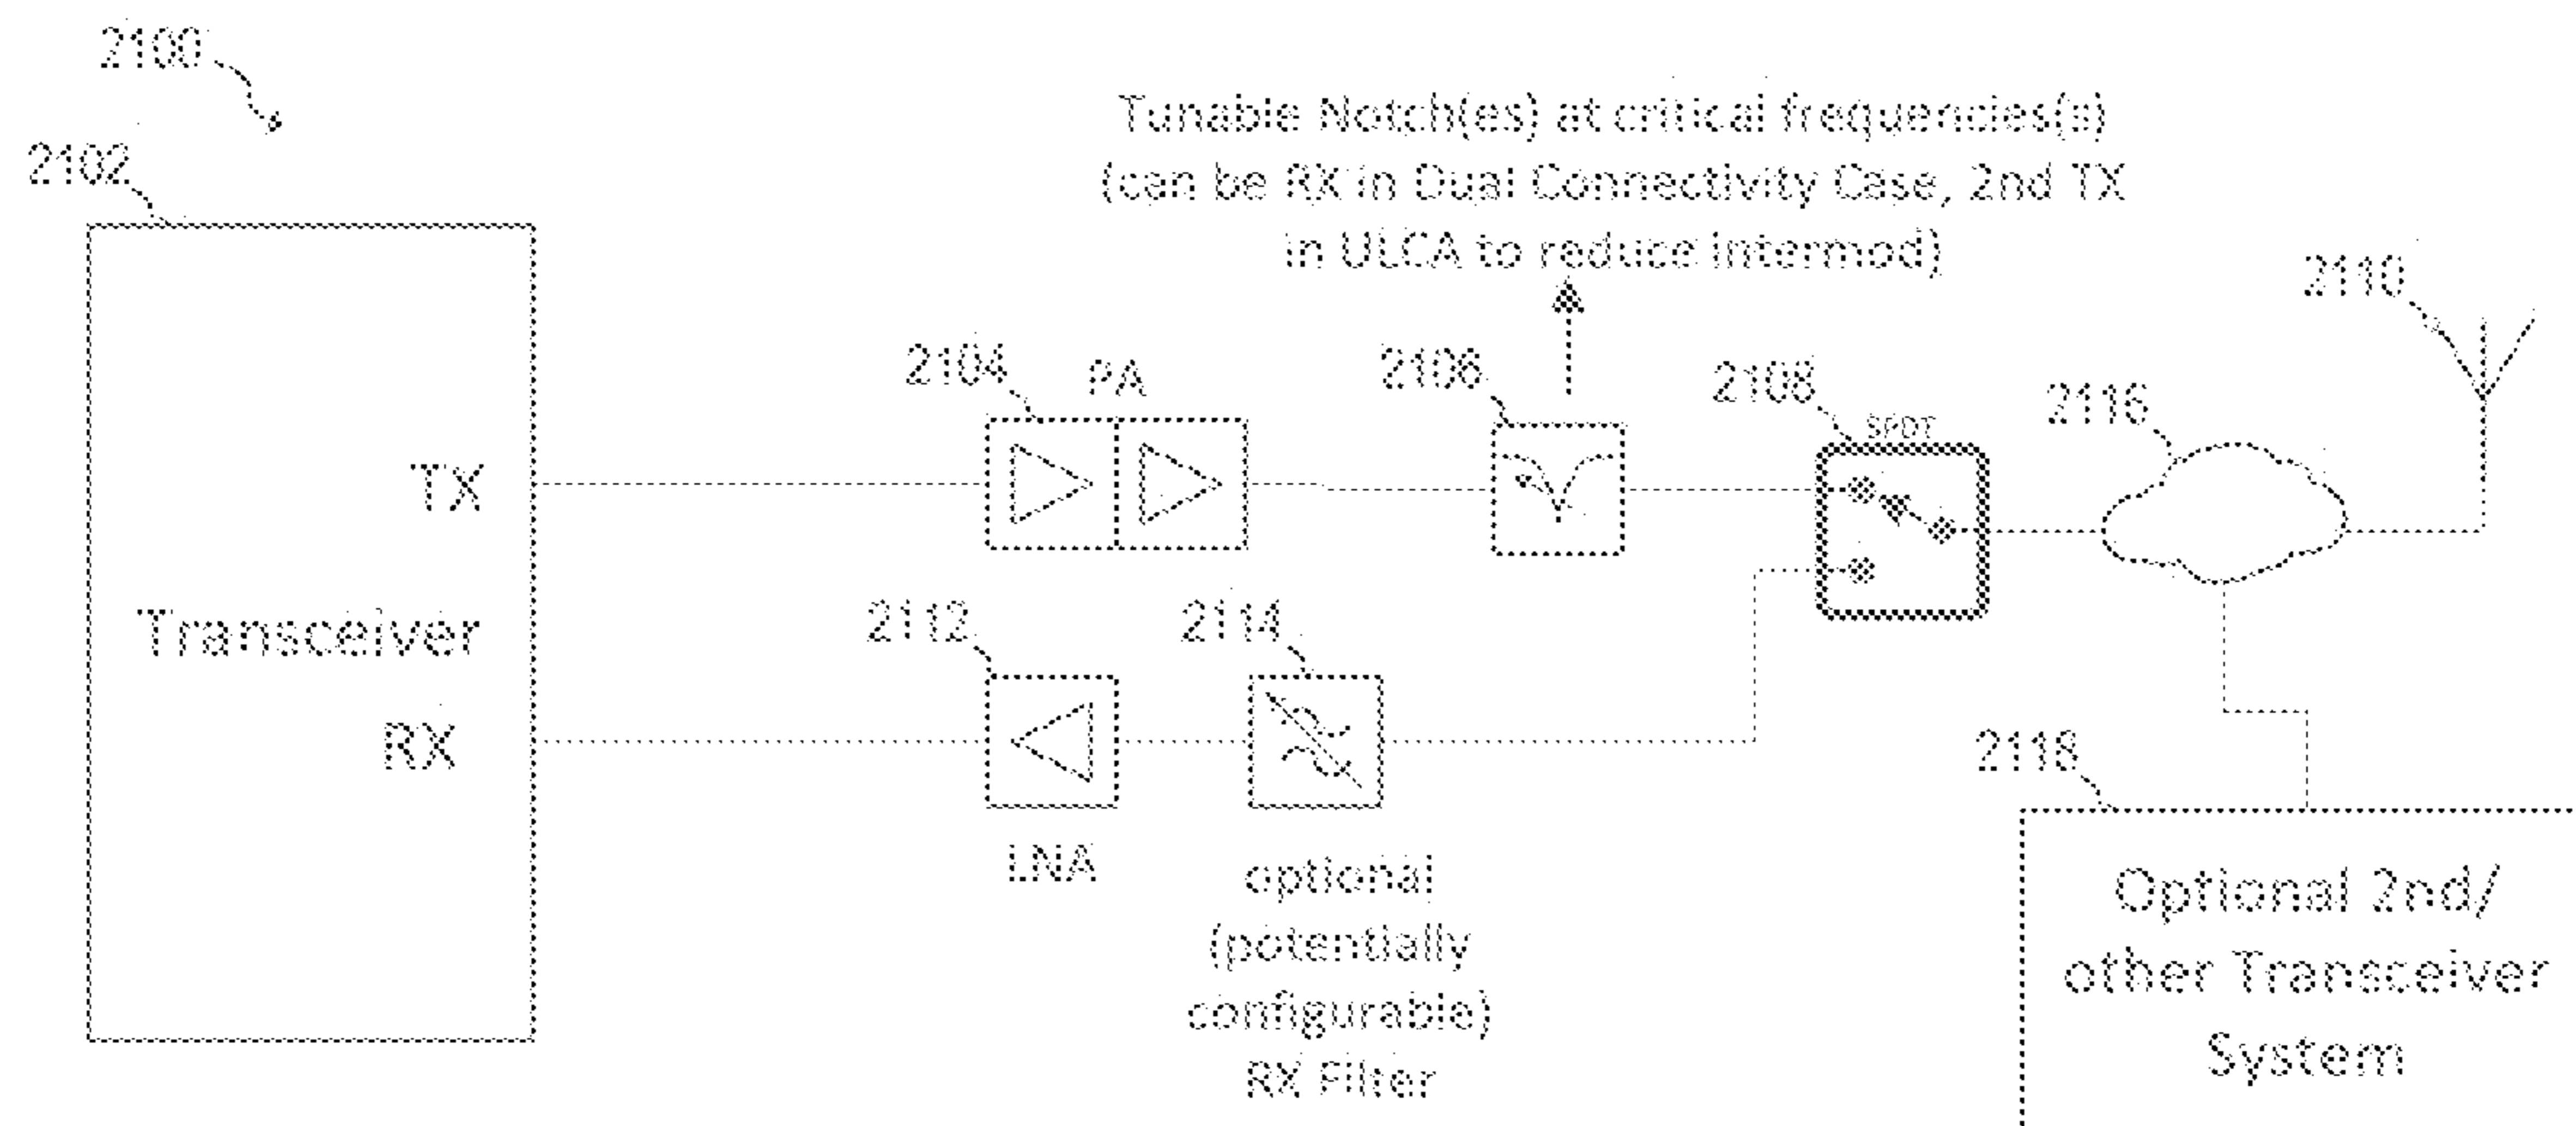 2100
2102
Tunable Notch(es) at critical frequencies(s)
(can be RX in Dual Connectivity Case, 2nd TX
in ULCA to reduce Intermod)
2110
2104
PA
2106
2108
SPDT
2116
TX
Transceiver
RX
2112
2114
LNA
optional
(potentially
configurable)
RX Filter
2118
Optional 2nd/
other Transceiver
System